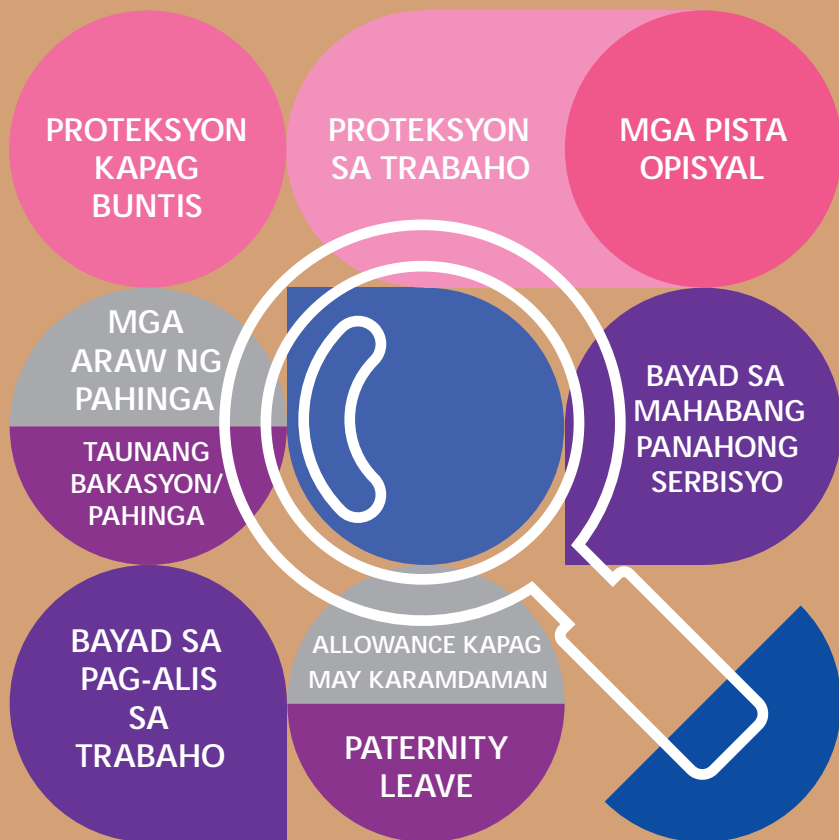 PROTEKSYON
KAPAG
BUNTIS
PROTEKSYON
SA TRABAHO
MGA PISTA
OPISYAL
MGA
ARAW NG
PAHINGA
TAUNANG
BAKASYON/
PAHINGA
BAYAD SA
MAHABANG
PANAHONG
SERBISYO
BAYAD SA
PAG-ALIS
SA
TRABAHO
ALLOWANCE KAPAG
MAY KARAMDAMAN
PATERNITY
LEAVE